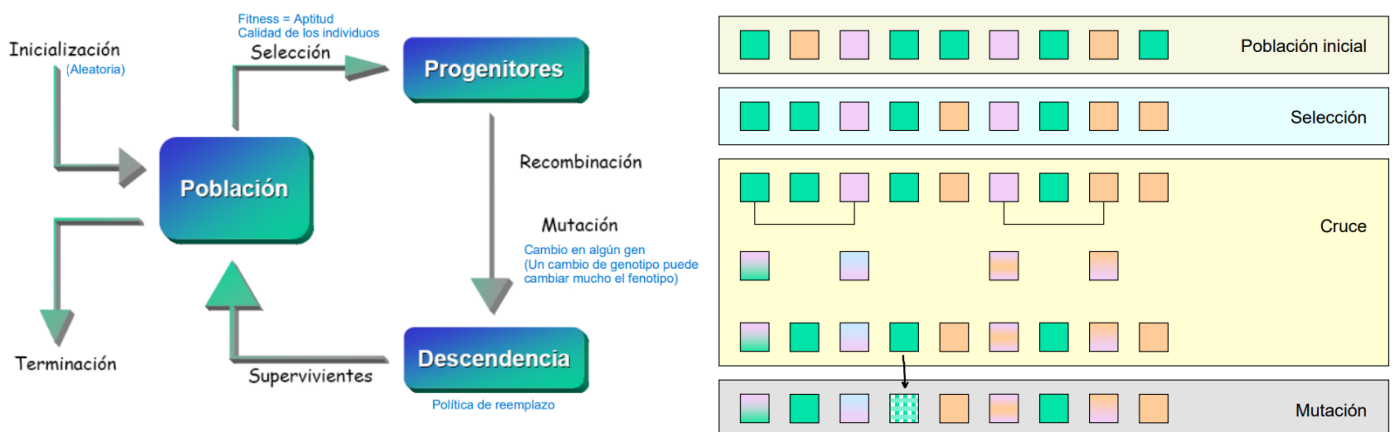 Fitness = Aptitud
Calidad de los individuos
Inicialización
(Aleatoria)
Selección
Progenitores
Población
Recombinación
Mutación
Cambio en algún gen
(Un cambio de genotipo puede
cambiar mucho el fenotipo)
Terminación
Supervivientes
Descendencia
Política de reemplazo
Población inicial
Selección
Cruce
Mutación